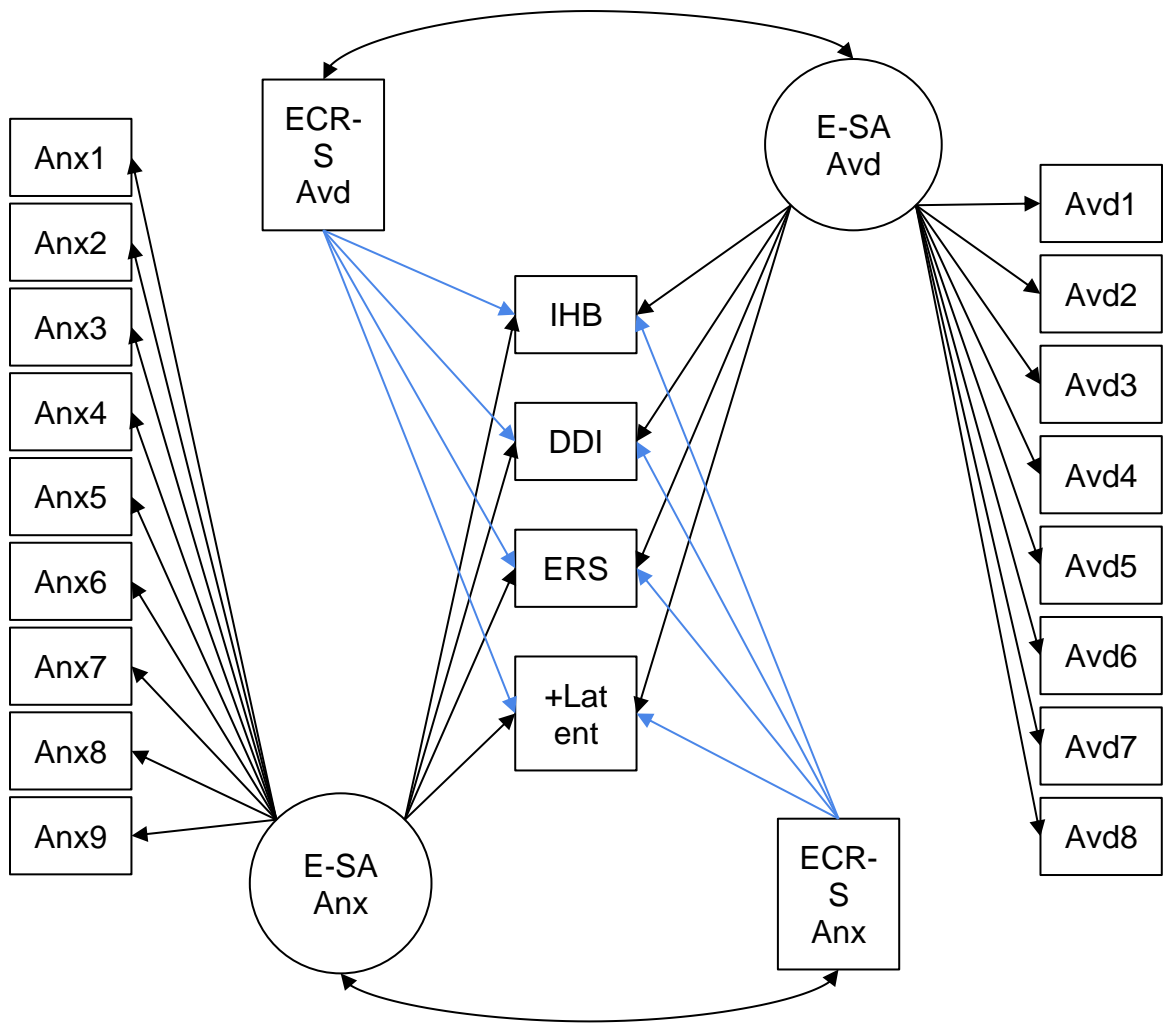 ECR-
S
Avd
E-SA
Avd
Anx1
Anx2
Anx3
Anx4
Anx5
Anx6
Anx7
Anx8
Anx9
IHB
DDI
ERS
+Lat
ent
Avd1
Avd2
Avd3
Avd4
Avd5
Avd6
Avd7
Avd8
E-SA
Anx
ECR-
S
Anx